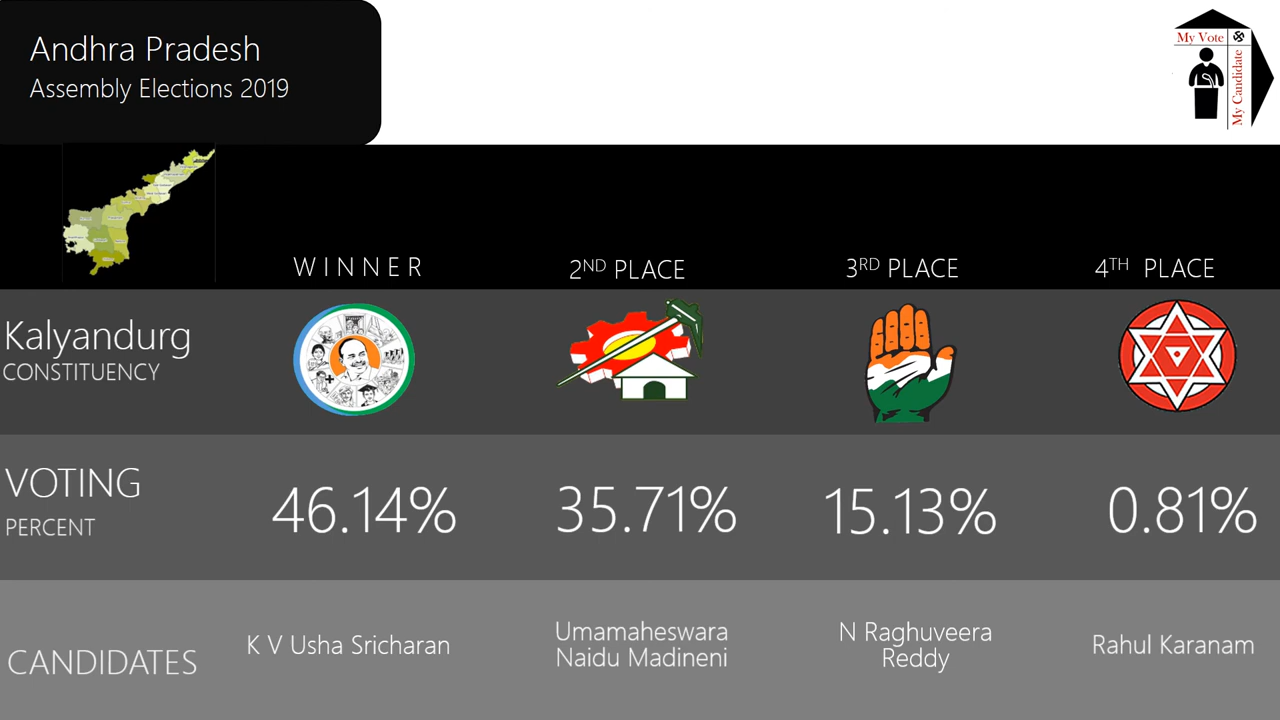 Andhra Pradesh
Assembly Elections 2019
My Vote
My Candidate
WINNER
2ND PLACE
3RD PLACE
4TH PLACE
Kalyandurg
CONSTITUENCY
VOTING
PERCENT
46.14%
35.71%
15.13%
0.81%
CANDIDATES
K V Usha Sricharan
Umamaheswara
Naidu Madineni
N Raghuveera
Reddy
Rahul Karanam